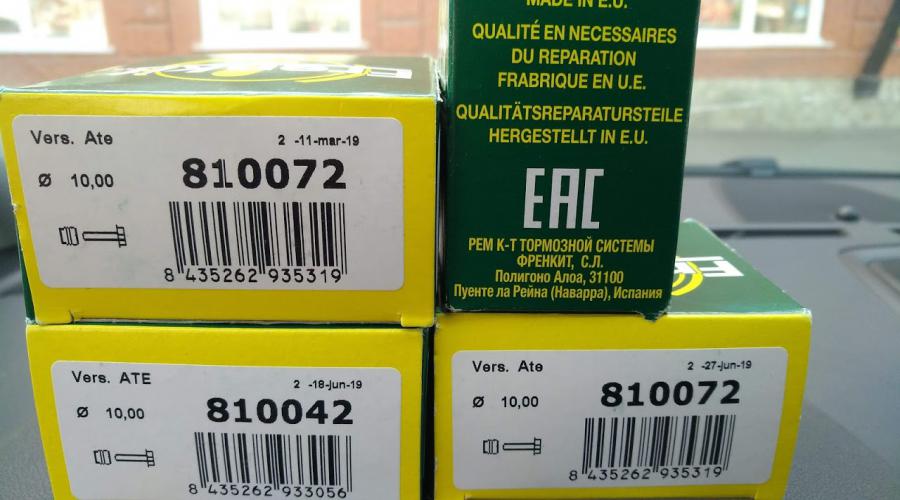 Vers. Ate
2 -11-mar-19
Ø 10,00
810072
8 435262 935319
MADE IN E.U.
QUALITÉ EN NECESSAIRES
DU REPARATION
FRABRIQUE EN U.E.
QUALITÄTSREPARATURSTEILE
HERGESTELLT IN E.U.
EAC
РЕМ К-Т ТОРМОЗНОЙ СИСТЕМЫ
ФРЕНКИТ, С.Л.
Полигоно Алоа, 31100
Пуенте ла Рейна (Наварра), Испания
Vers. ATE
2 -18-jun-19
Ø 10,00
810042
8 435262 933056
Vers. Ate
2 -27-jun-19
Ø 10,00
810072
8 435262 935319